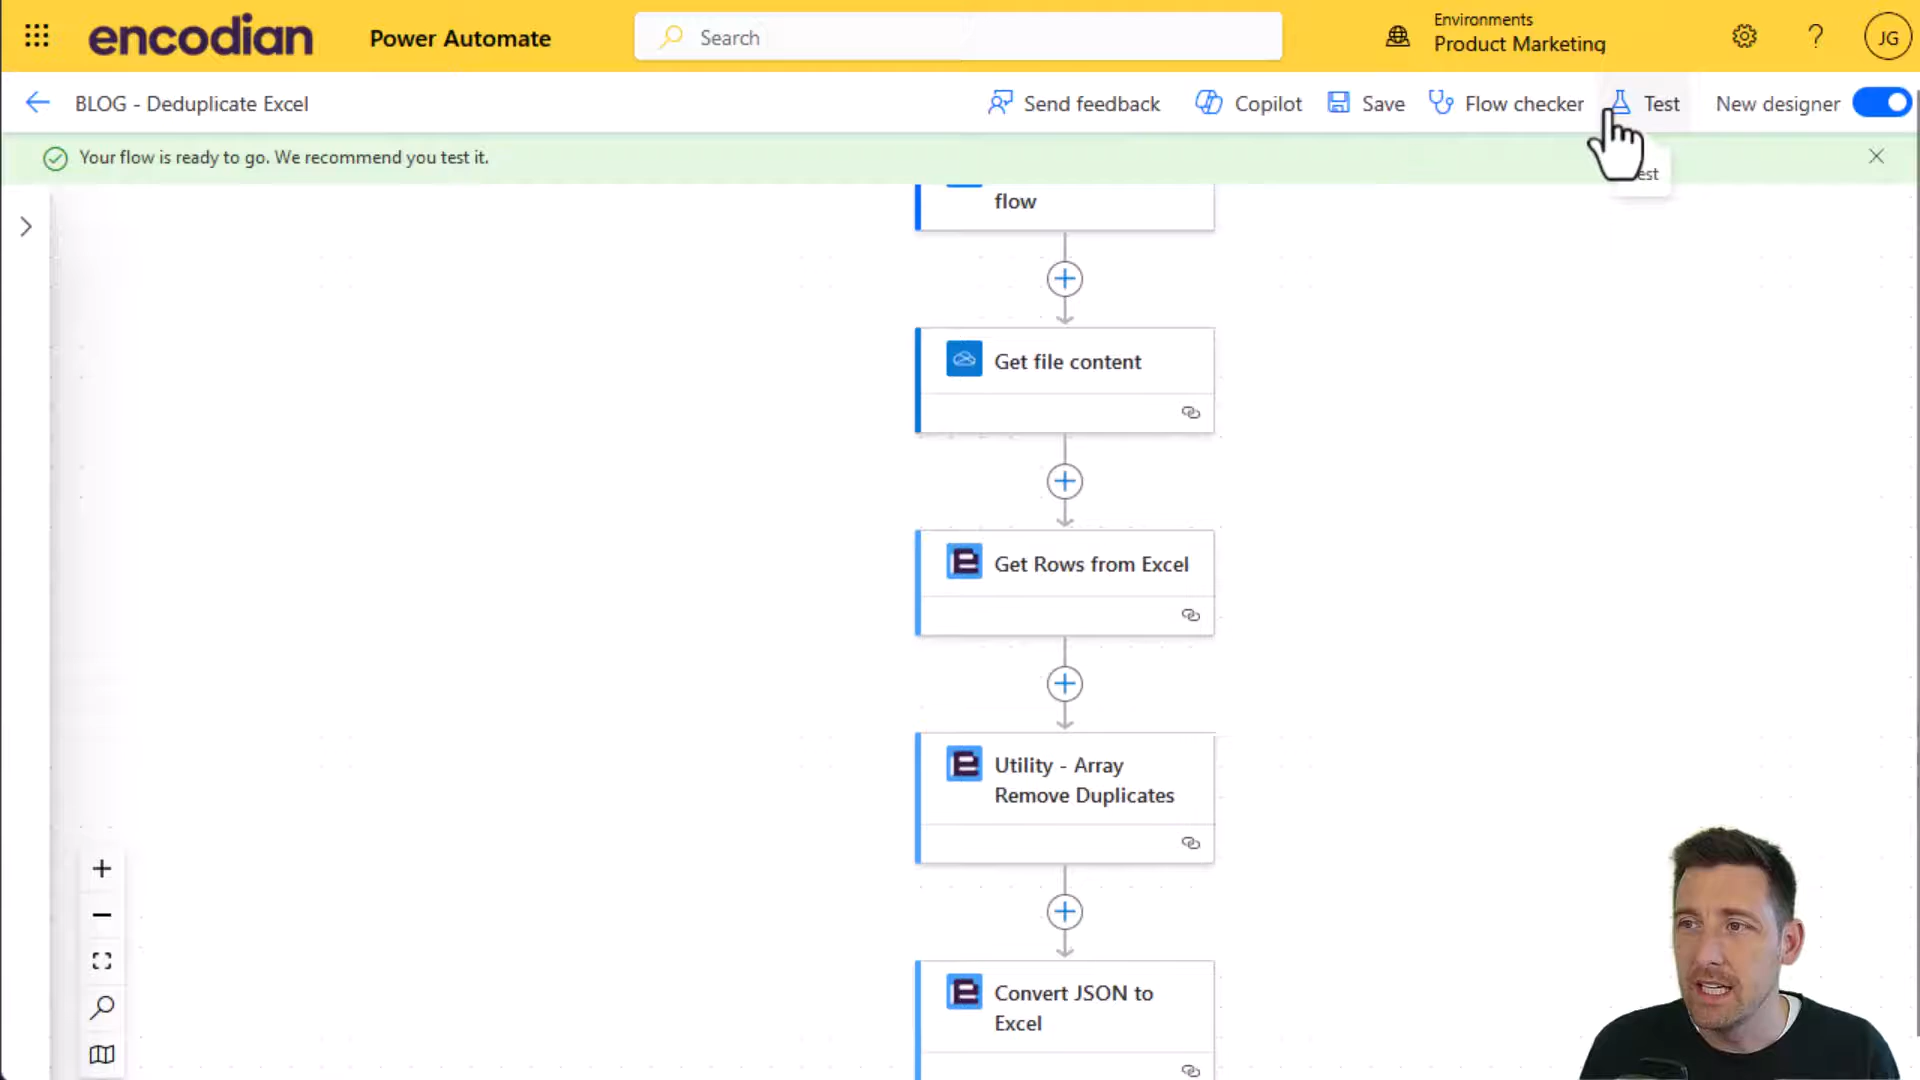 encodian
Power Automate
Search
Environments
Product Marketing
JG
BLOG - Deduplicate Excel
Send feedback
Copilot
Save
Flow checker
Test
New designer
Your flow is ready to go. We recommend you test it.
est
flow
Get file content
Get Rows from Excel
Utility - Array
Remove Duplicates
Convert JSON to
Excel